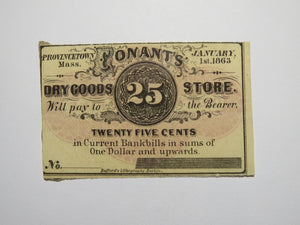 CONANT'S
PROVINCETOWN Mass.
JANUARY, 1st. 1863
DRY GOODS 25 STORE.
Will pay to the Bearer.
TWENTY FIVE CENTS
in Current Bankbills in sums of
One Dollar and upwards.
No.
Bufford's Lithography Boston.